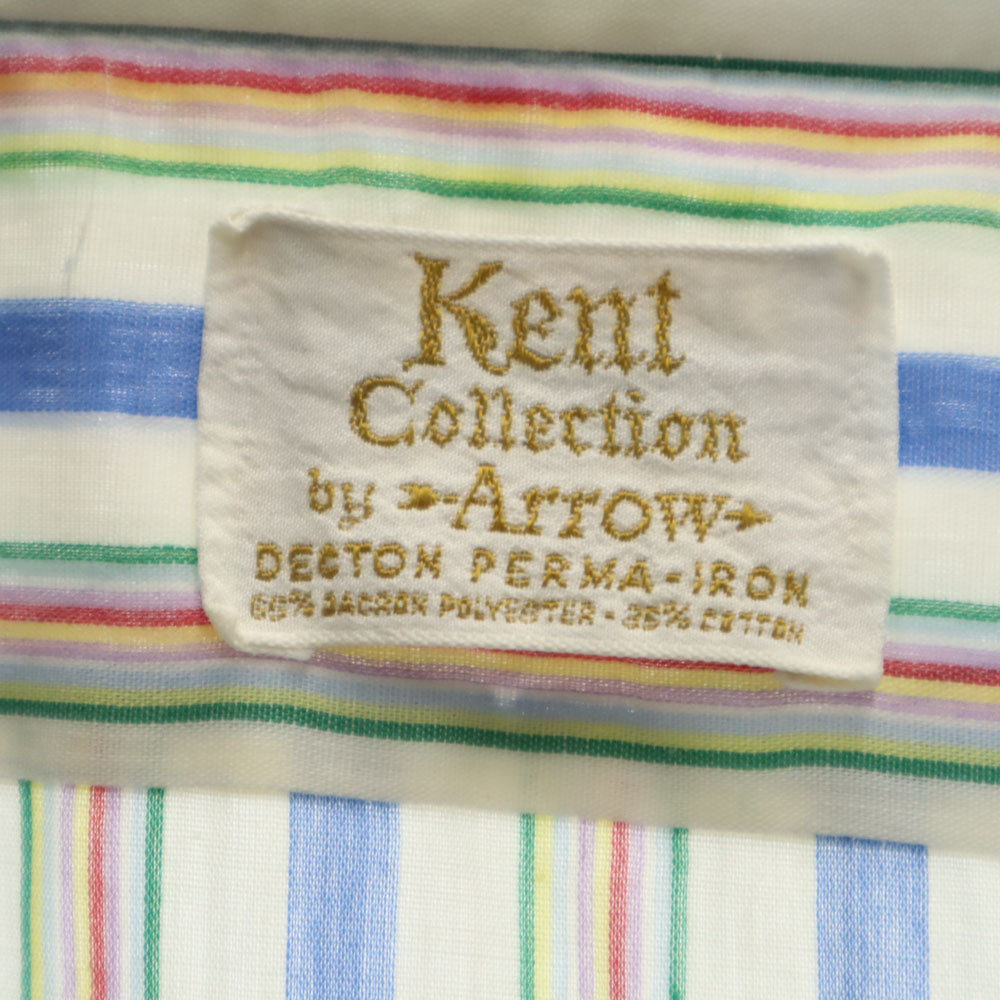 Kent
Collection
by Arrow
DECTON PERMA-IRON
65% DACRON POLYESTER - 35% COTTON